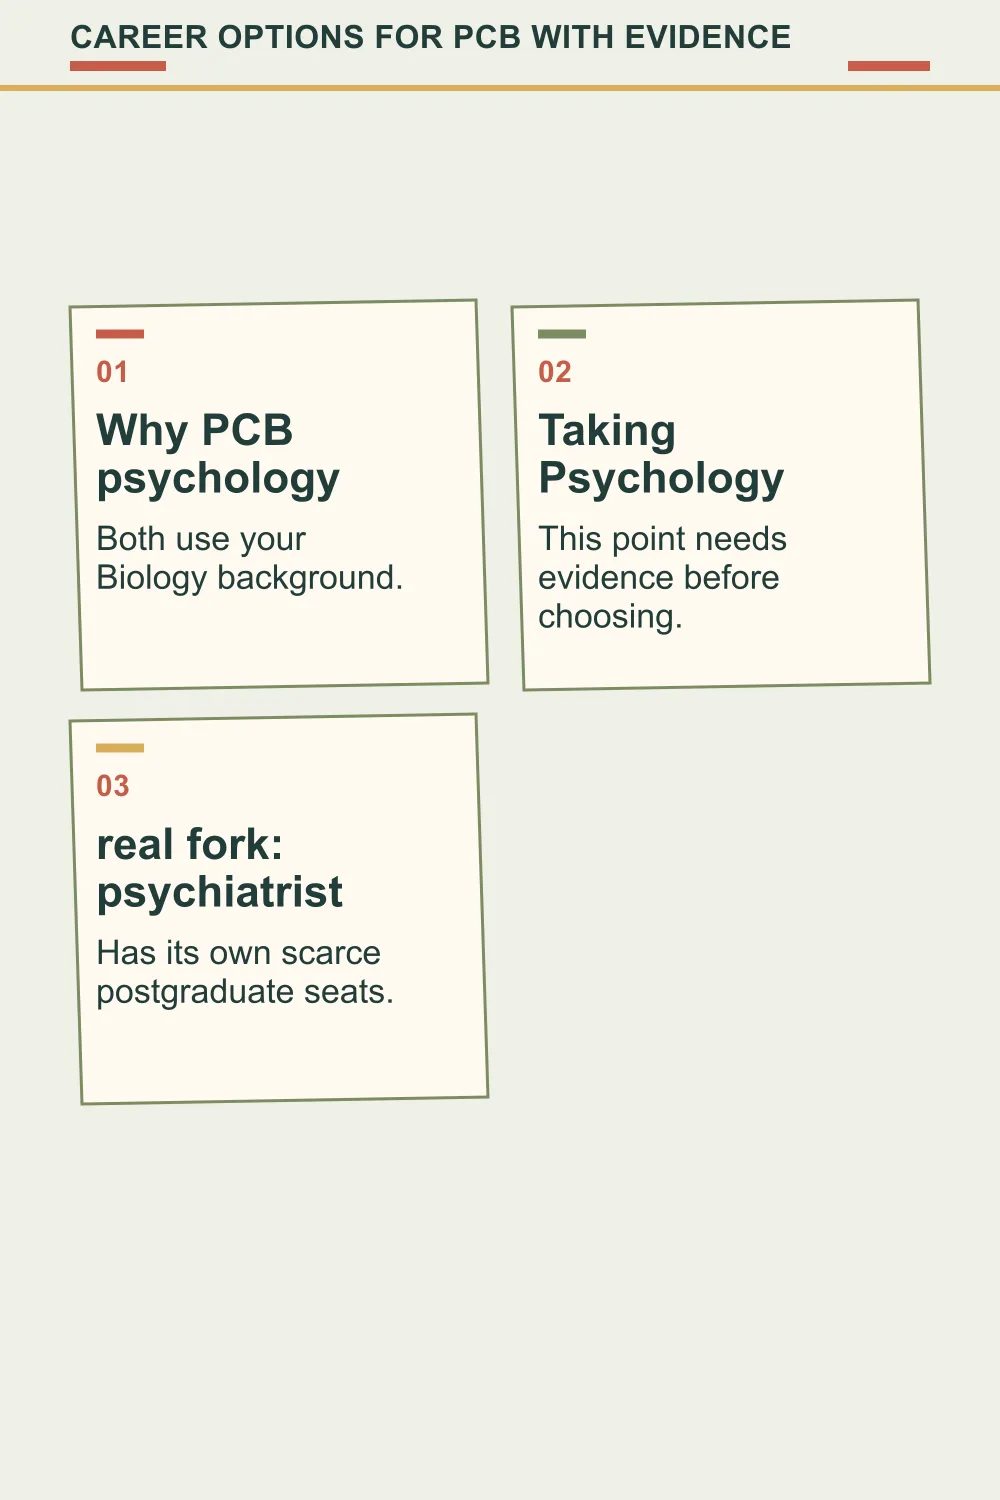 CAREER OPTIONS FOR PCB WITH EVIDENCE
01
Why PCB
psychology
Both use your
Biology background.
02
Taking
Psychology
This point needs
evidence before
choosing.
03
real fork:
psychiatrist
Has its own scarce
postgraduate seats.